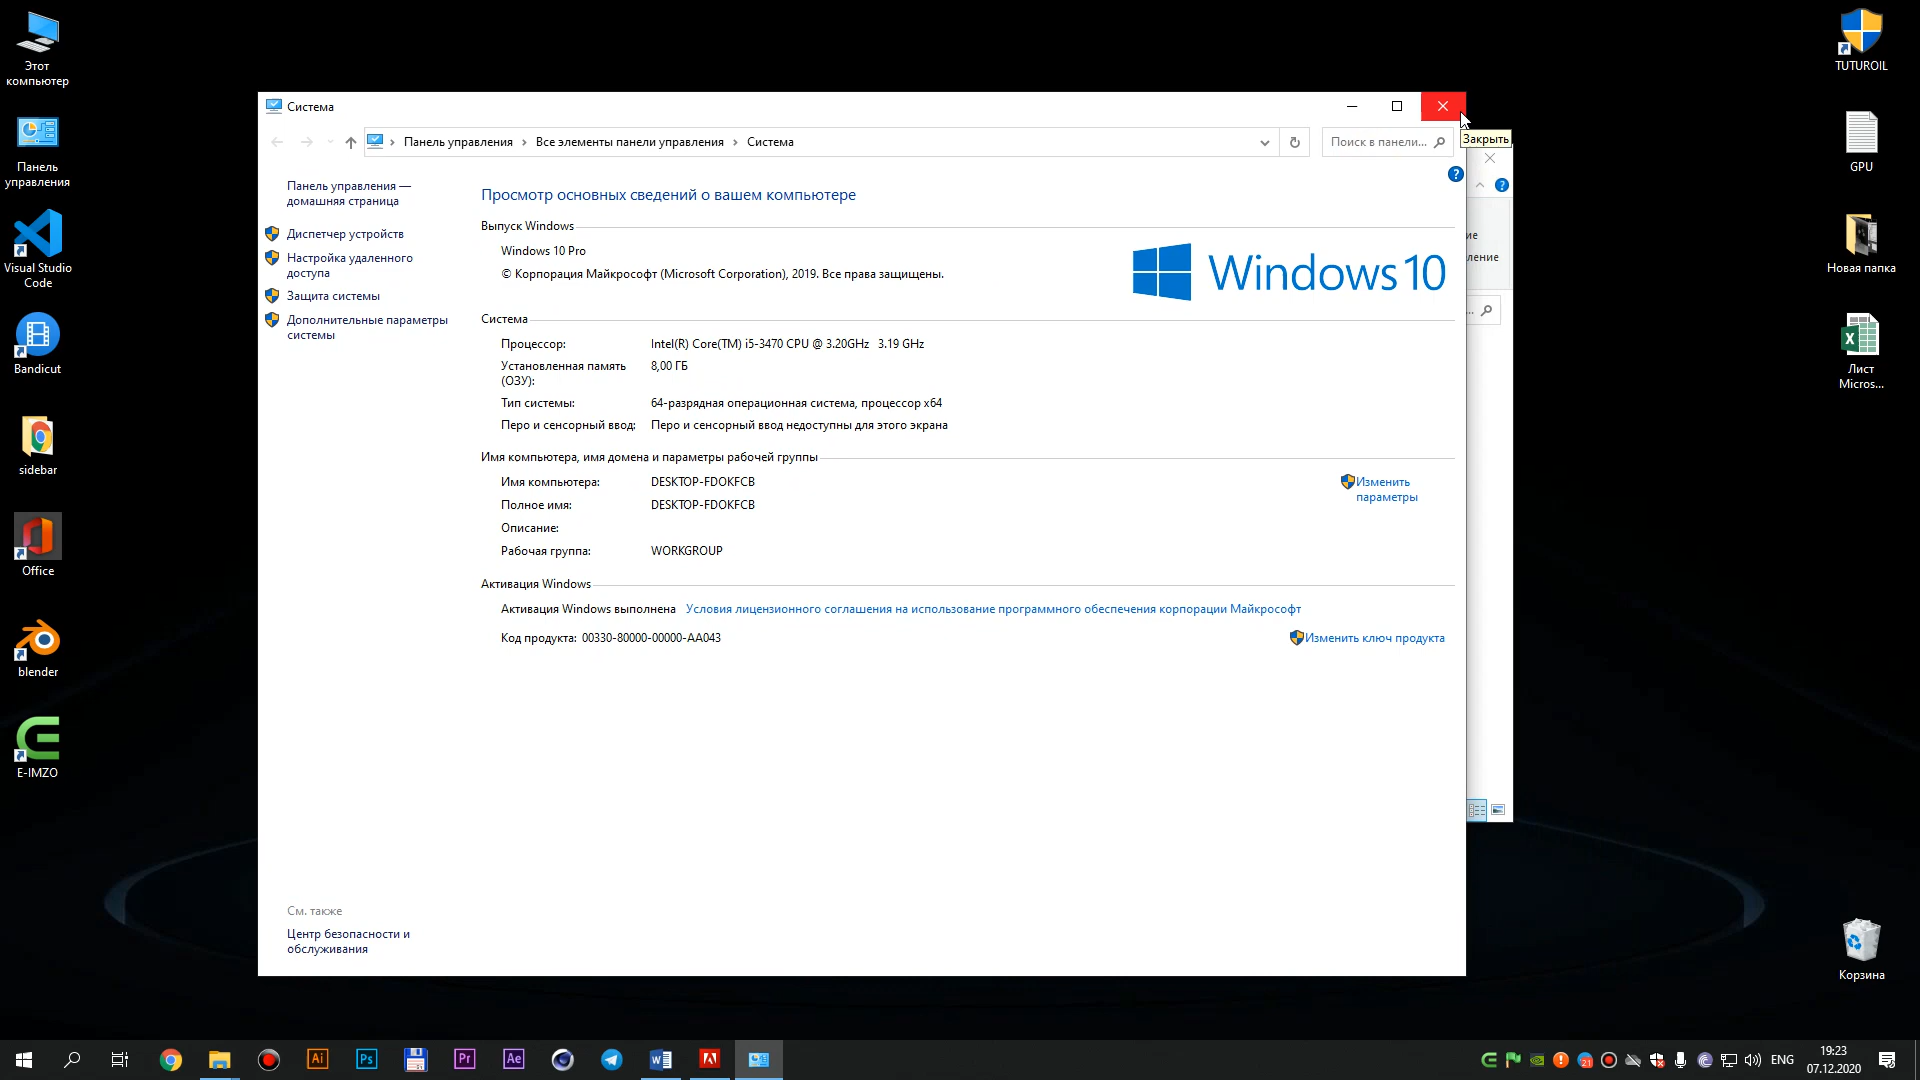 Этот
компьютер
Панель
управления
Visual Studio
Code
Bandicut
sidebar
Office
blender
E-IMZO
Система
Закрыть
Панель управления
Все элементы панели управления
Система
Поиск в панели...
Панель управления —
домашняя страница
Диспетчер устройств
Настройка удаленного
доступа
Защита системы
Дополнительные параметры
системы
См. также
Центр безопасности и
обслуживания
Просмотр основных сведений о вашем компьютере
Выпуск Windows
Windows 10 Pro
© Корпорация Майкрософт (Microsoft Corporation), 2019. Все права защищены.
Windows 10
Система
Процессор: Intel(R) Core(TM) i5-3470 CPU @ 3.20GHz 3.19 GHz
Установленная память 8,00 ГБ
(ОЗУ):
Тип системы: 64-разрядная операционная система, процессор x64
Перо и сенсорный ввод: Перо и сенсорный ввод недоступны для этого экрана
Имя компьютера, имя домена и параметры рабочей группы
Имя компьютера: DESKTOP-FDOKFCB
Изменить
параметры
Полное имя: DESKTOP-FDOKFCB
Описание:
Рабочая группа: WORKGROUP
Активация Windows
Активация Windows выполнена Условия лицензионного соглашения на использование программного обеспечения корпорации Майкрософт
Код продукта: 00330-80000-00000-AA043 Изменить ключ продукта
ие
ление
...
TUTUROIL
GPU
Новая папка
Лист
Micros...
Корзина
Ai
Ps
Pr
Ae
21
ENG
19:23
07.12.2020